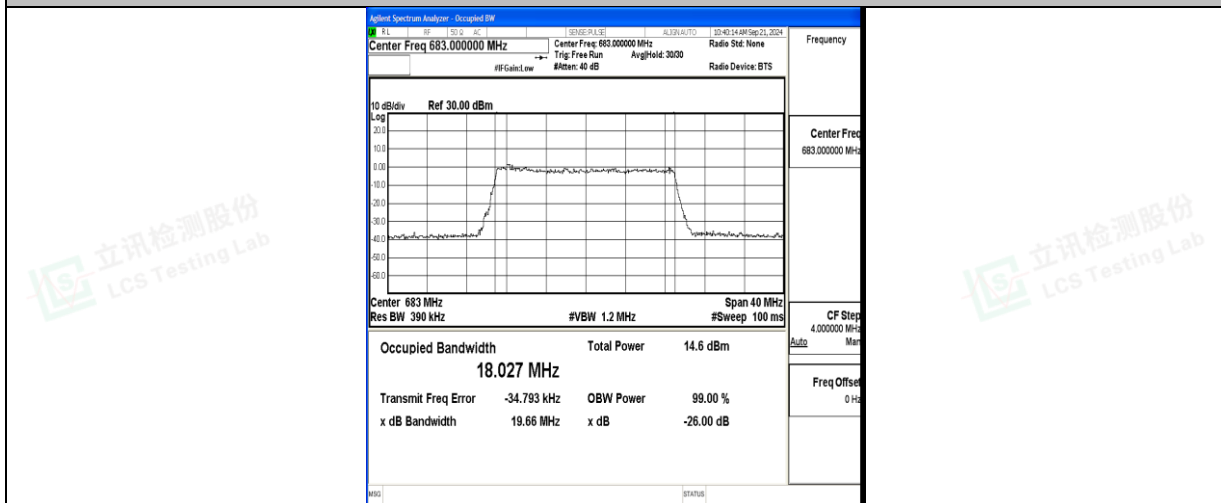 Agilent Spectrum Analyzer - Occupied BW
RL RF 50 Ω AC SENSE:PULSE ALIGN AUTO 10:40:14 AM Sep 21, 2024
Center Freq 683.000000 MHz Center Freq: 683.000000 MHz Radio Std: None
Trig: Free Run Avg|Hold: 30/30
#IFGain:Low #Atten: 40 dB Radio Device: BTS
10 dB/div Ref 30.00 dBm
Log
20.0
10.0
0.00
-10.0
-20.0
-30.0
-40.0
-50.0
-60.0
Center 683 MHz Span 40 MHz
Res BW 390 kHz #VBW 1.2 MHz #Sweep 100 ms
Occupied Bandwidth Total Power 14.6 dBm
18.027 MHz
Transmit Freq Error -34.793 kHz OBW Power 99.00 %
x dB Bandwidth 19.66 MHz x dB -26.00 dB
MSG STATUS
Frequency
Center Freq
683.000000 MHz
CF Step
4.000000 MHz
Auto Man
Freq Offset
0 Hz
立讯检测股份
LCS Testing Lab
立讯检测股份
LCS Testing Lab